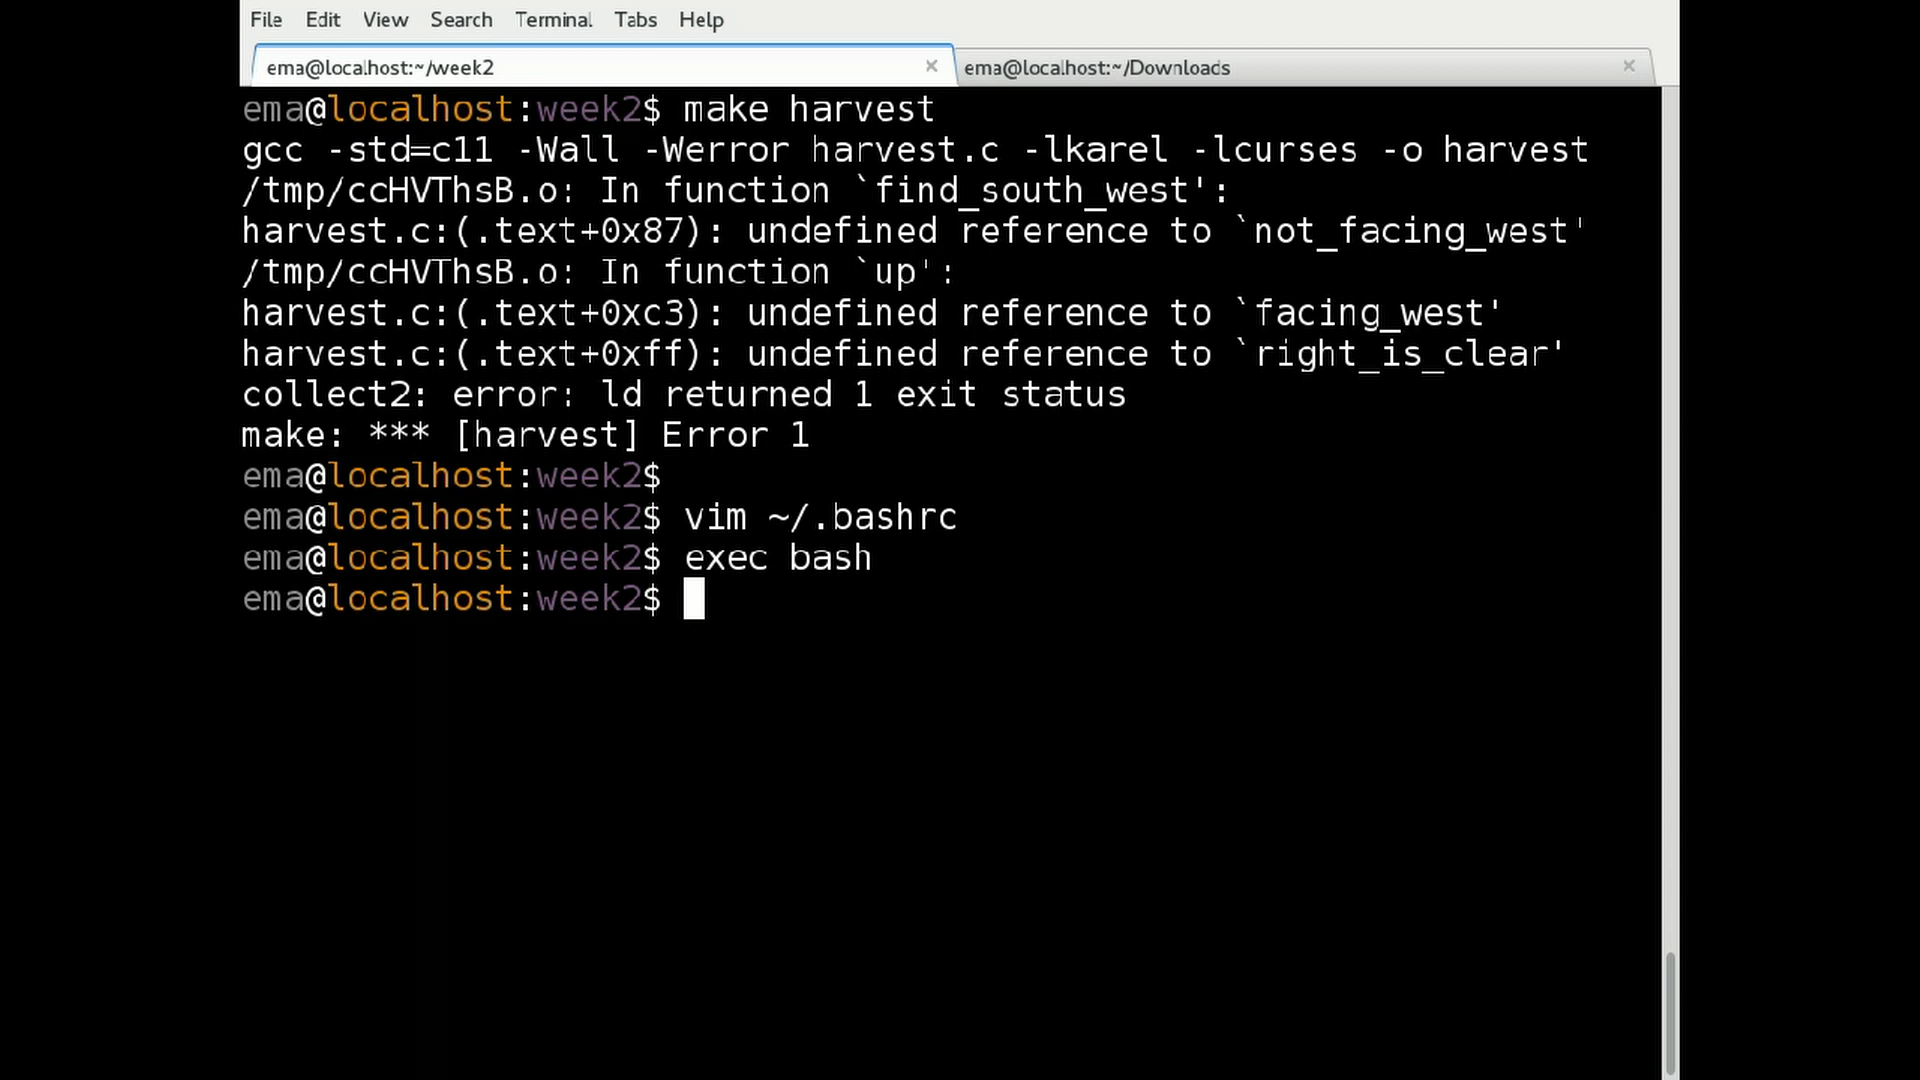 File Edit View Search Terminal Tabs Help
ema@localhost:~/week2 × ema@localhost:~/Downloads ×
ema@localhost:week2$ make harvest
gcc -std=c11 -Wall -Werror harvest.c -lkarel -lcurses -o harvest
/tmp/ccHVThsB.o: In function `find_south_west':
harvest.c:(.text+0x87): undefined reference to `not_facing_west'
/tmp/ccHVThsB.o: In function `up':
harvest.c:(.text+0xc3): undefined reference to `facing_west'
harvest.c:(.text+0xff): undefined reference to `right_is_clear'
collect2: error: ld returned 1 exit status
make: *** [harvest] Error 1
ema@localhost:week2$
ema@localhost:week2$ vim ~/.bashrc
ema@localhost:week2$ exec bash
ema@localhost:week2$